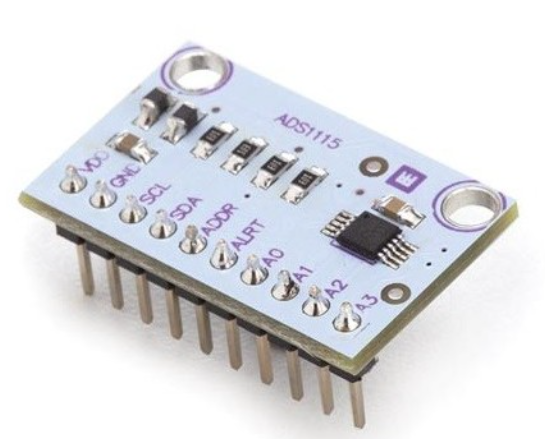 ADS1115
VDD
GND
SCL
SDA
ADDR
ALRT
A0
A1
A2
A3